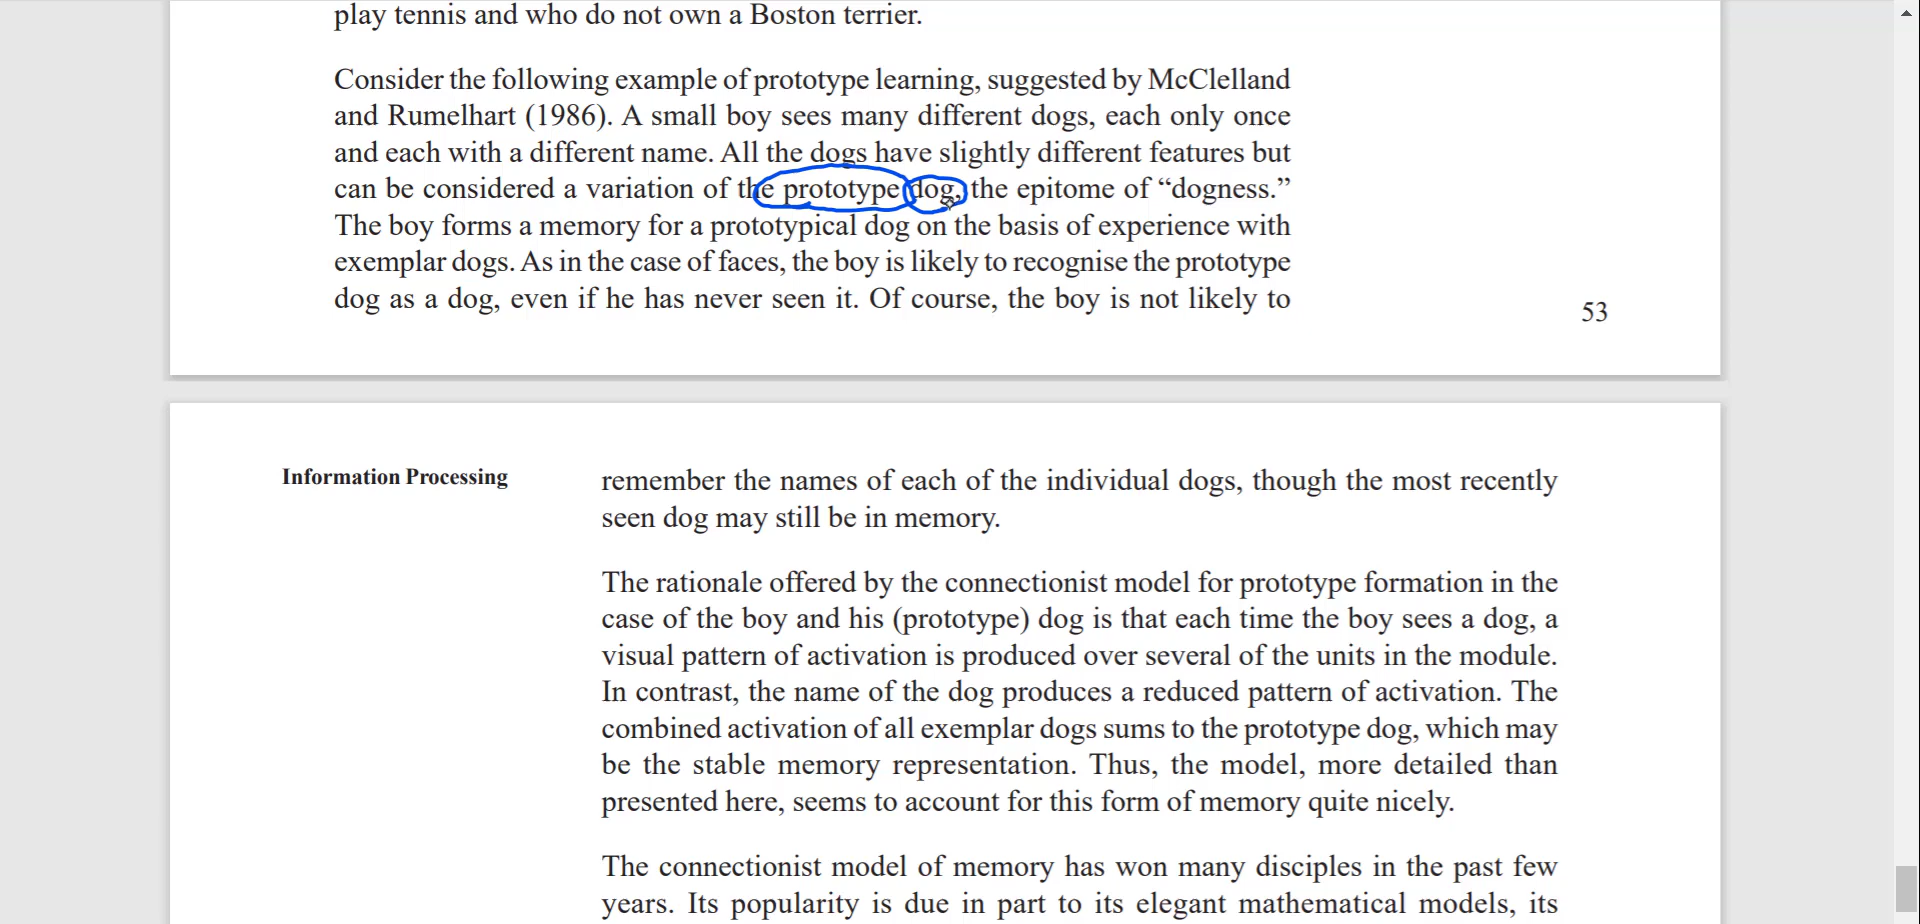 play tennis and who do not own a Boston terrier.
Consider the following example of prototype learning, suggested by McClelland
and Rumelhart (1986). A small boy sees many different dogs, each only once
and each with a different name. All the dogs have slightly different features but
can be considered a variation of the prototype dog, the epitome of “dogness.”
The boy forms a memory for a prototypical dog on the basis of experience with
exemplar dogs. As in the case of faces, the boy is likely to recognise the prototype
dog as a dog, even if he has never seen it. Of course, the boy is not likely to
53
Information Processing
remember the names of each of the individual dogs, though the most recently
seen dog may still be in memory.
The rationale offered by the connectionist model for prototype formation in the
case of the boy and his (prototype) dog is that each time the boy sees a dog, a
visual pattern of activation is produced over several of the units in the module.
In contrast, the name of the dog produces a reduced pattern of activation. The
combined activation of all exemplar dogs sums to the prototype dog, which may
be the stable memory representation. Thus, the model, more detailed than
presented here, seems to account for this form of memory quite nicely.
The connectionist model of memory has won many disciples in the past few
years. Its popularity is due in part to its elegant mathematical models, its